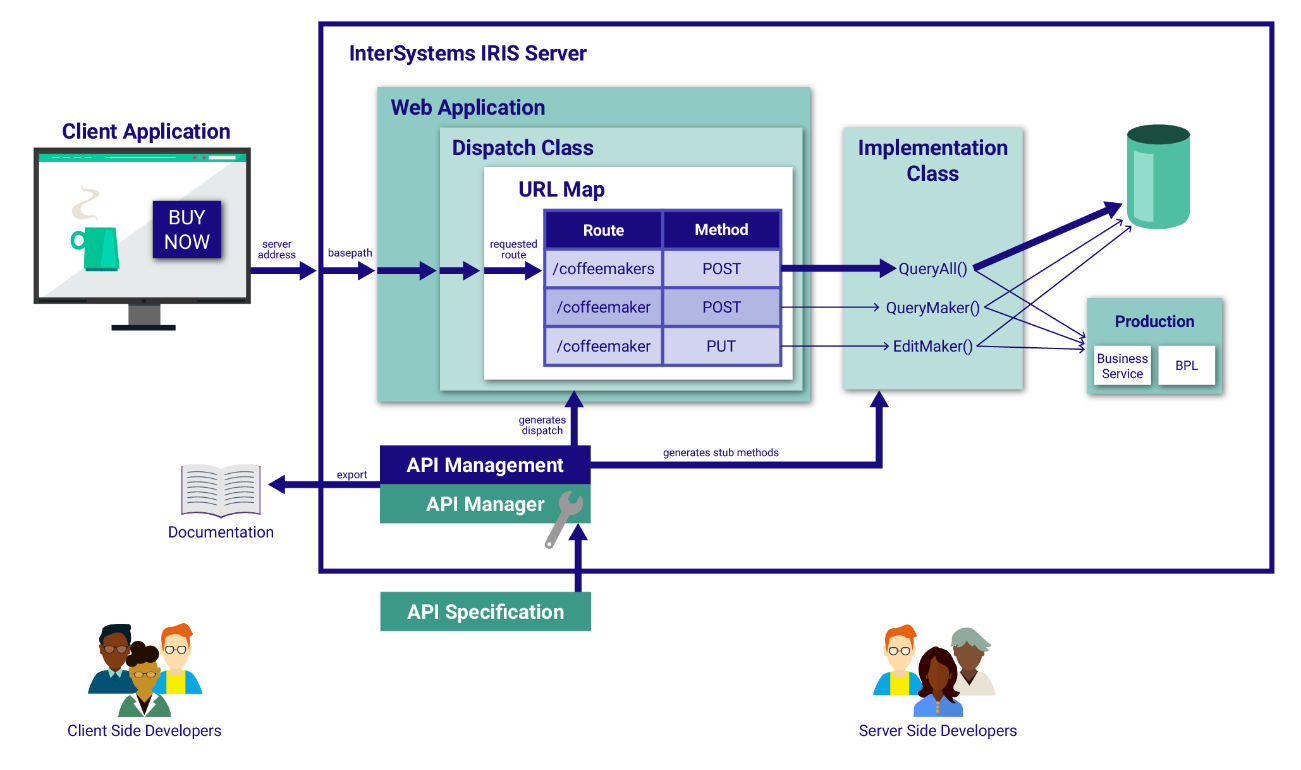 InterSystems IRIS Server
Web Application
Client Application
Dispatch Class
Implementation
Class
URL Map
BUY
NOW
Route
Method
server
address
basepath
requested
route
/coffeemakers
POST
QueryAll()
/coffeemaker
POST
QueryMaker()
/coffeemaker
PUT
EditMaker()
Production
Business
Service
BPL
generates
dispatch
API Management
generates stub methods
export
API Manager
Documentation
API Specification
Client Side Developers
Server Side Developers